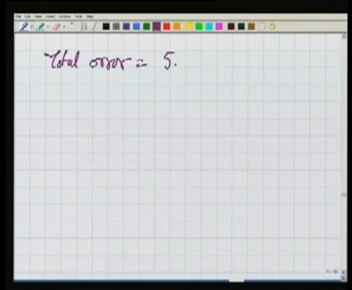 Total error = 5.